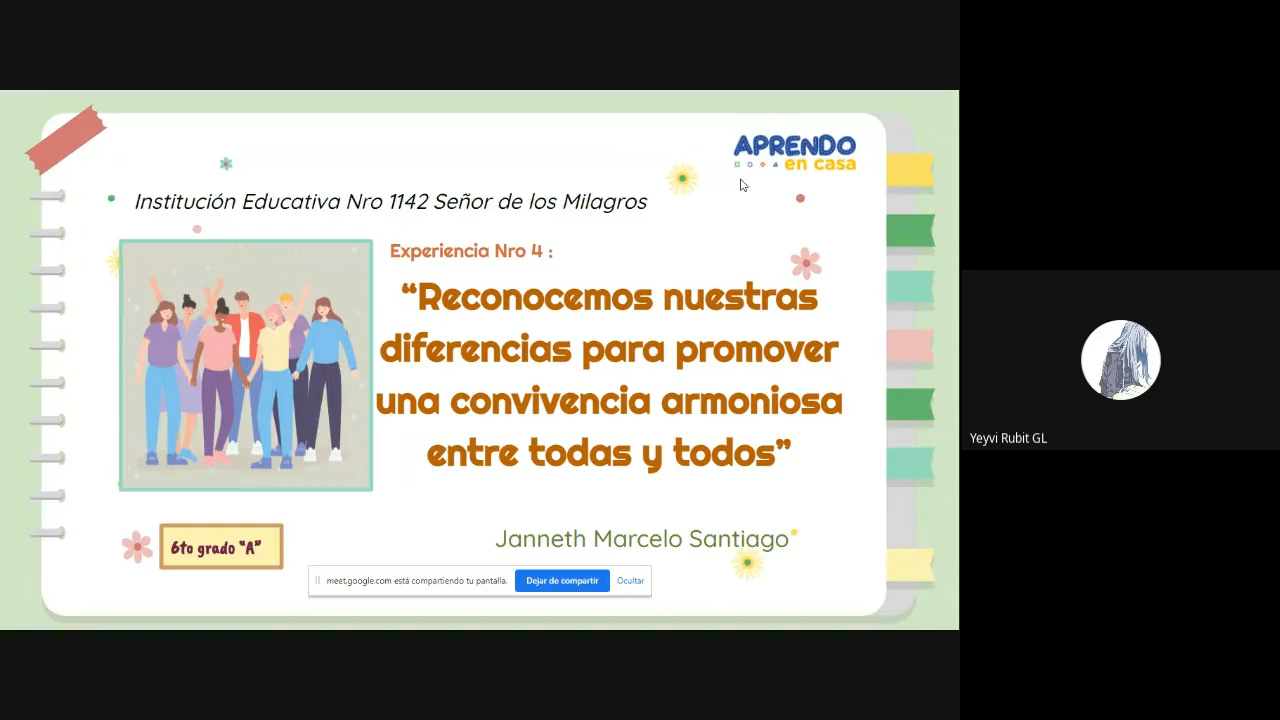 APRENDO
en casa
Institución Educativa Nro 1142 Señor de los Milagros
Experiencia Nro 4 :
“Reconocemos nuestras
diferencias para promover
una convivencia armoniosa
entre todas y todos”
6to grado "A"
Janneth Marcelo Santiago
meet.google.com está compartiendo tu pantalla.
Dejar de compartir
Ocultar
Yeyvi Rubit GL